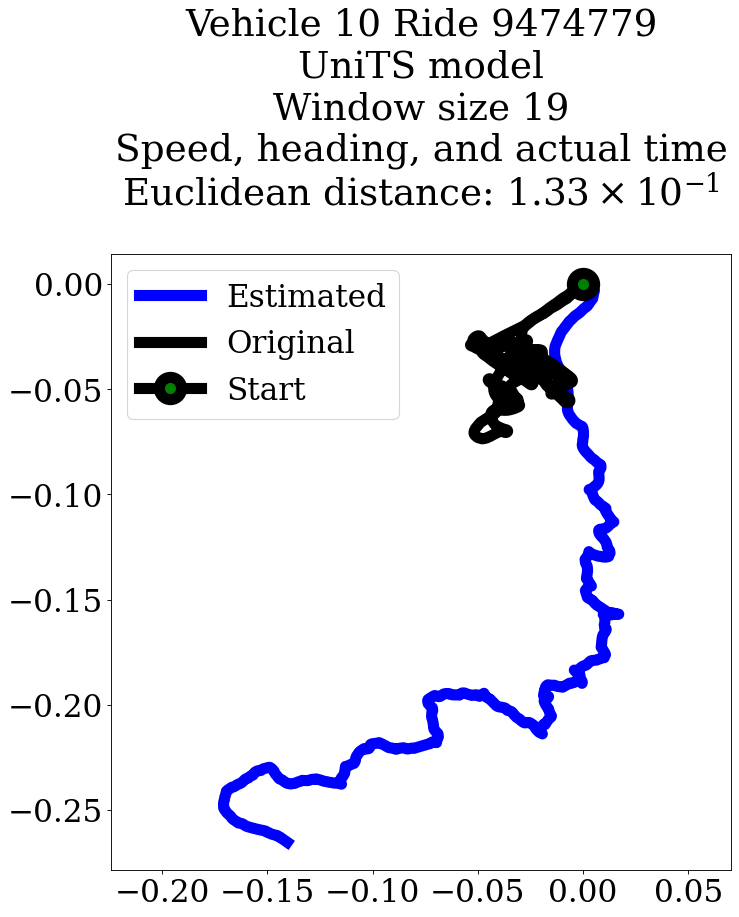 Vehicle 10 Ride 9474779
UniTS model
Window size 19
Speed, heading, and actual time
Euclidean distance: 1.33 × 10⁻¹
Estimated
Original
Start
0.00
−0.05
−0.10
−0.15
−0.20
−0.25
−0.20 −0.15 −0.10 −0.05 0.00 0.05